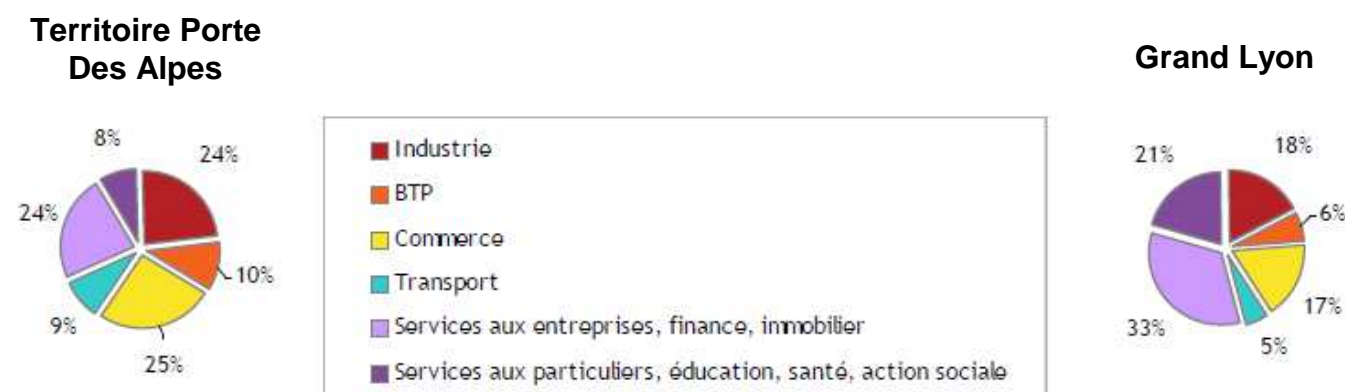 Territoire Porte
Des Alpes
Grand Lyon
8%
24%
24%
10%
9%
25%
Industrie
BTP
Commerce
Transport
Services aux entreprises, finance, immobilier
Services aux particuliers, éducation, santé, action sociale
21%
18%
6%
17%
33%
5%